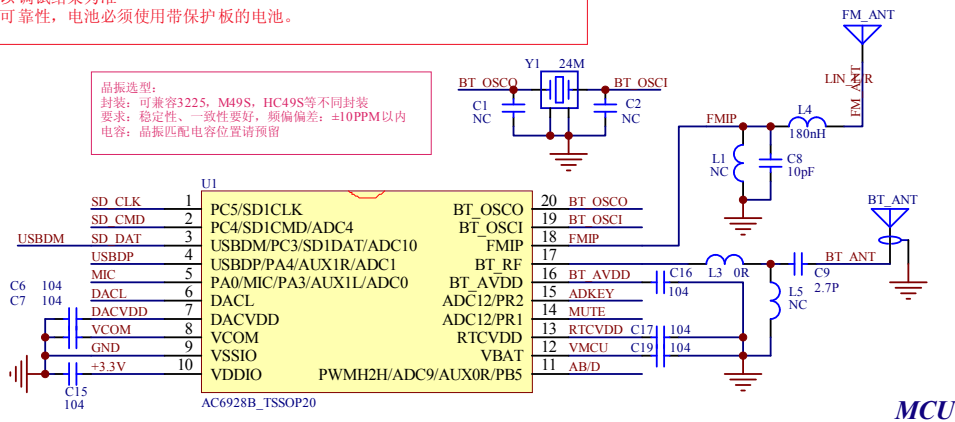 可靠性，电池必须使用带保护板的电池。
晶振选型：
封装：可兼容3225，M49S，HC49S等不同封装
要求：稳定性、一致性要好，频偏偏差：±10PPM以内
电容：晶振匹配电容位置请预留
Y1 24M
BT_OSCO BT_OSCI
C1 NC
C2 NC
FM_ANT
LIN_L/R
FM_ANT
FMIP
L4 180nH
L1 NC
C8 10pF
BT_ANT
U1
SD_CLK 1 PC5/SD1CLK
SD_CMD 2 PC4/SD1CMD/ADC4
USBDM SD_DAT 3 USBDM/PC3/SD1DAT/ADC10
USBDP 4 USBDP/PA4/AUX1R/ADC1
MIC 5 PA0/MIC/PA3/AUX1L/ADC0
DACL 6 DACL
DACVDD 7 DACVDD
VCOM 8 VCOM
GND 9 VSSIO
+3.3V 10 VDDIO
C6 104
C7 104
C15 104
BT_OSCO 20 BT_OSCO
BT_OSCI 19 BT_OSCI
FMIP 18 FMIP
BT_RF 17
BT_AVDD 16 BT_AVDD C16 104
ADC12/PR2 15 ADKEY
ADC12/PR1 14 MUTE
RTCVDD 13 RTCVDD C17 104
VBAT 12 VMCU C19 104
PWMH2H/ADC9/AUX0R/PB5 11 AB/D
L3 0R
L5 NC
C9 2.7P
BT_ANT
AC6928B_TSSOP20
MCU